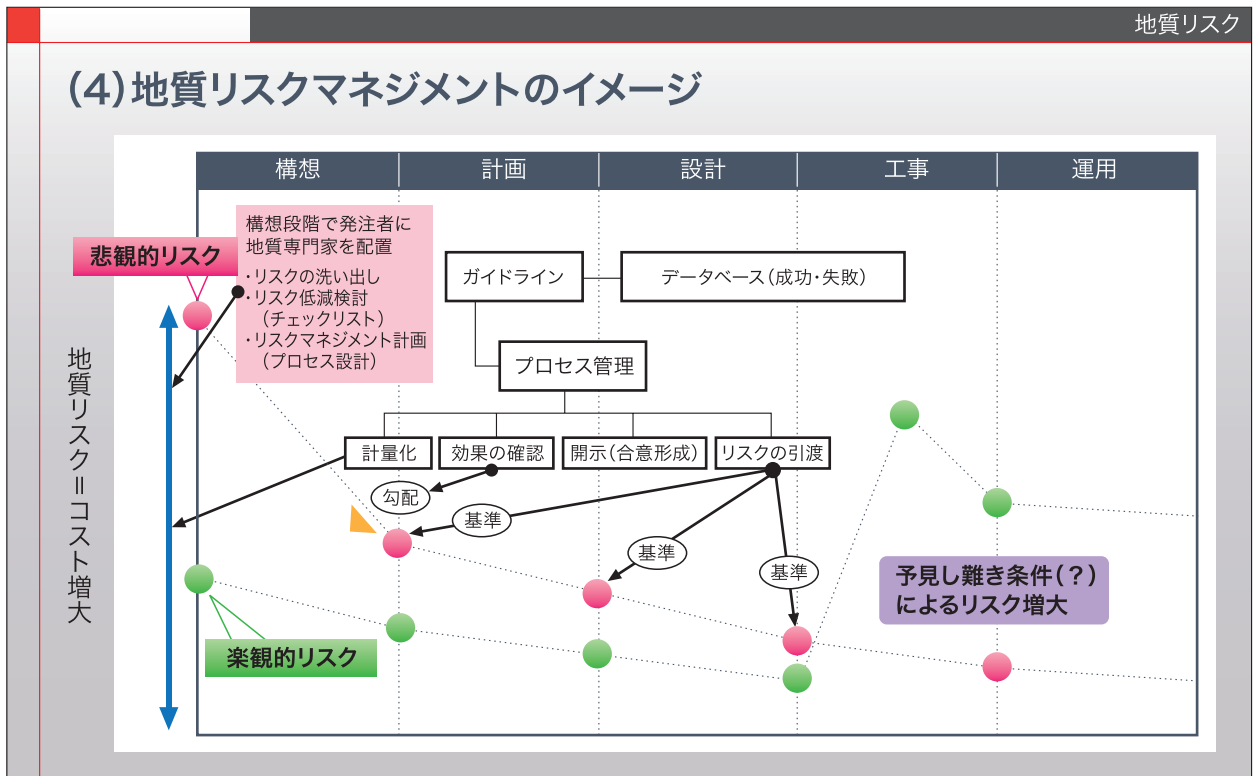 地質リスク
(4)地質リスクマネジメントのイメージ
構想
計画
設計
工事
運用
構想段階で発注者に
地質専門家を配置
・リスクの洗い出し
・リスク低減検討
(チェックリスト)
・リスクマネジメント計画
(プロセス設計)
悲観的リスク
ガイドライン
データベース(成功・失敗)
プロセス管理
計量化
効果の確認
開示(合意形成)
リスクの引渡
勾配
基準
基準
基準
地質リスク=コスト増大
予見し難き条件(?)
によるリスク増大
楽観的リスク